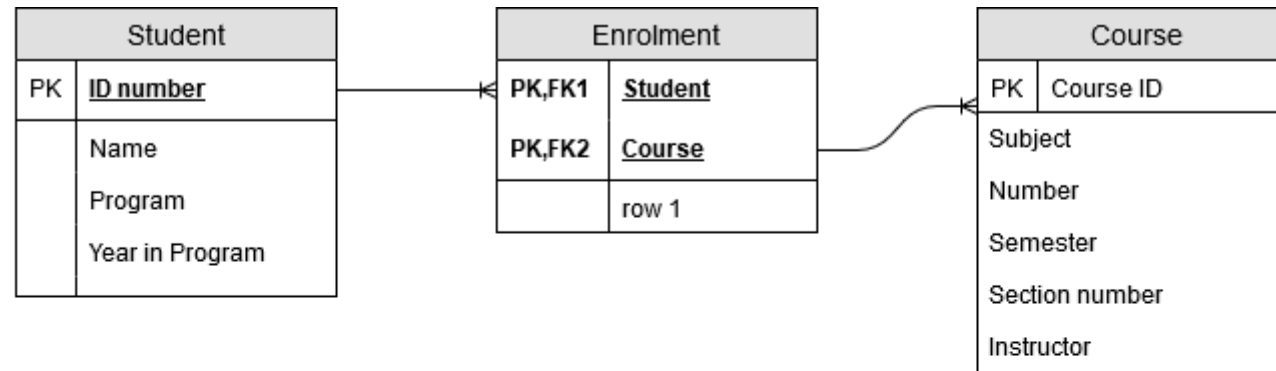 Student
PK ID number
Name
Program
Year in Program
Enrolment
PK,FK1 Student
PK,FK2 Course
row 1
Course
PK Course ID
Subject
Number
Semester
Section number
Instructor